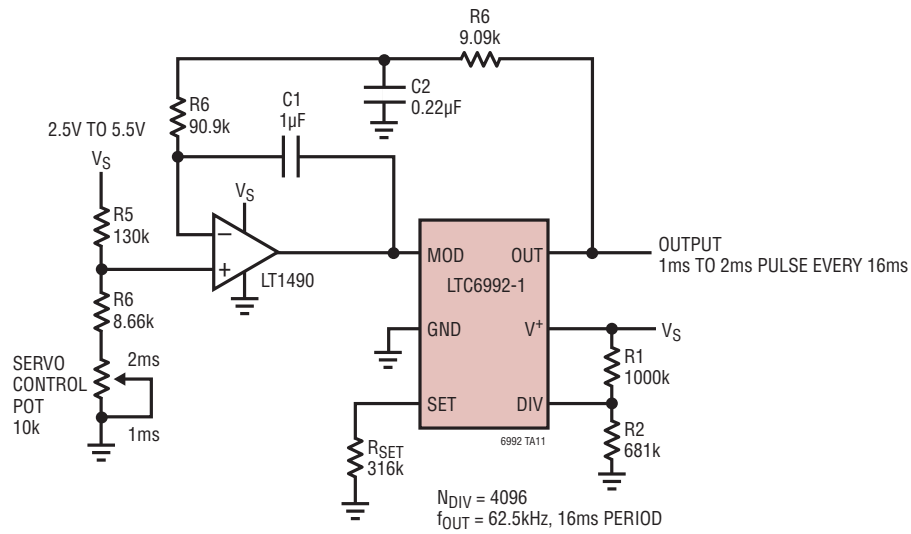 R6
9.09k
C2
0.22µF
R6
90.9k
C1
1µF
2.5V TO 5.5V
VS
R5
130k
VS
–
+
LT1490
R6
8.66k
SERVO
CONTROL
POT
10k
2ms
1ms
MOD
OUT
LTC6992-1
GND
V+
SET
DIV
OUTPUT
1ms TO 2ms PULSE EVERY 16ms
VS
R1
1000k
R2
681k
6992 TA11
RSET
316k
NDIV = 4096
fOUT = 62.5kHz, 16ms PERIOD